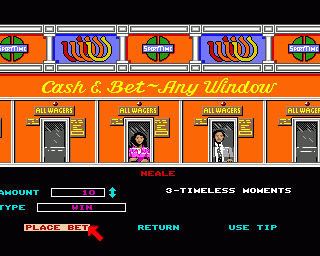 SPORTTIME SPORTTIME SPORTTIME
Cash & Bet~Any Window
ALL WAGERS ALL WAGERS ALL WAGERS ALL WAGERS
NEALE
AMOUNT 10 3-TIMELESS MOMENTS
TYPE WIN
PLACE BET RETURN USE TIP